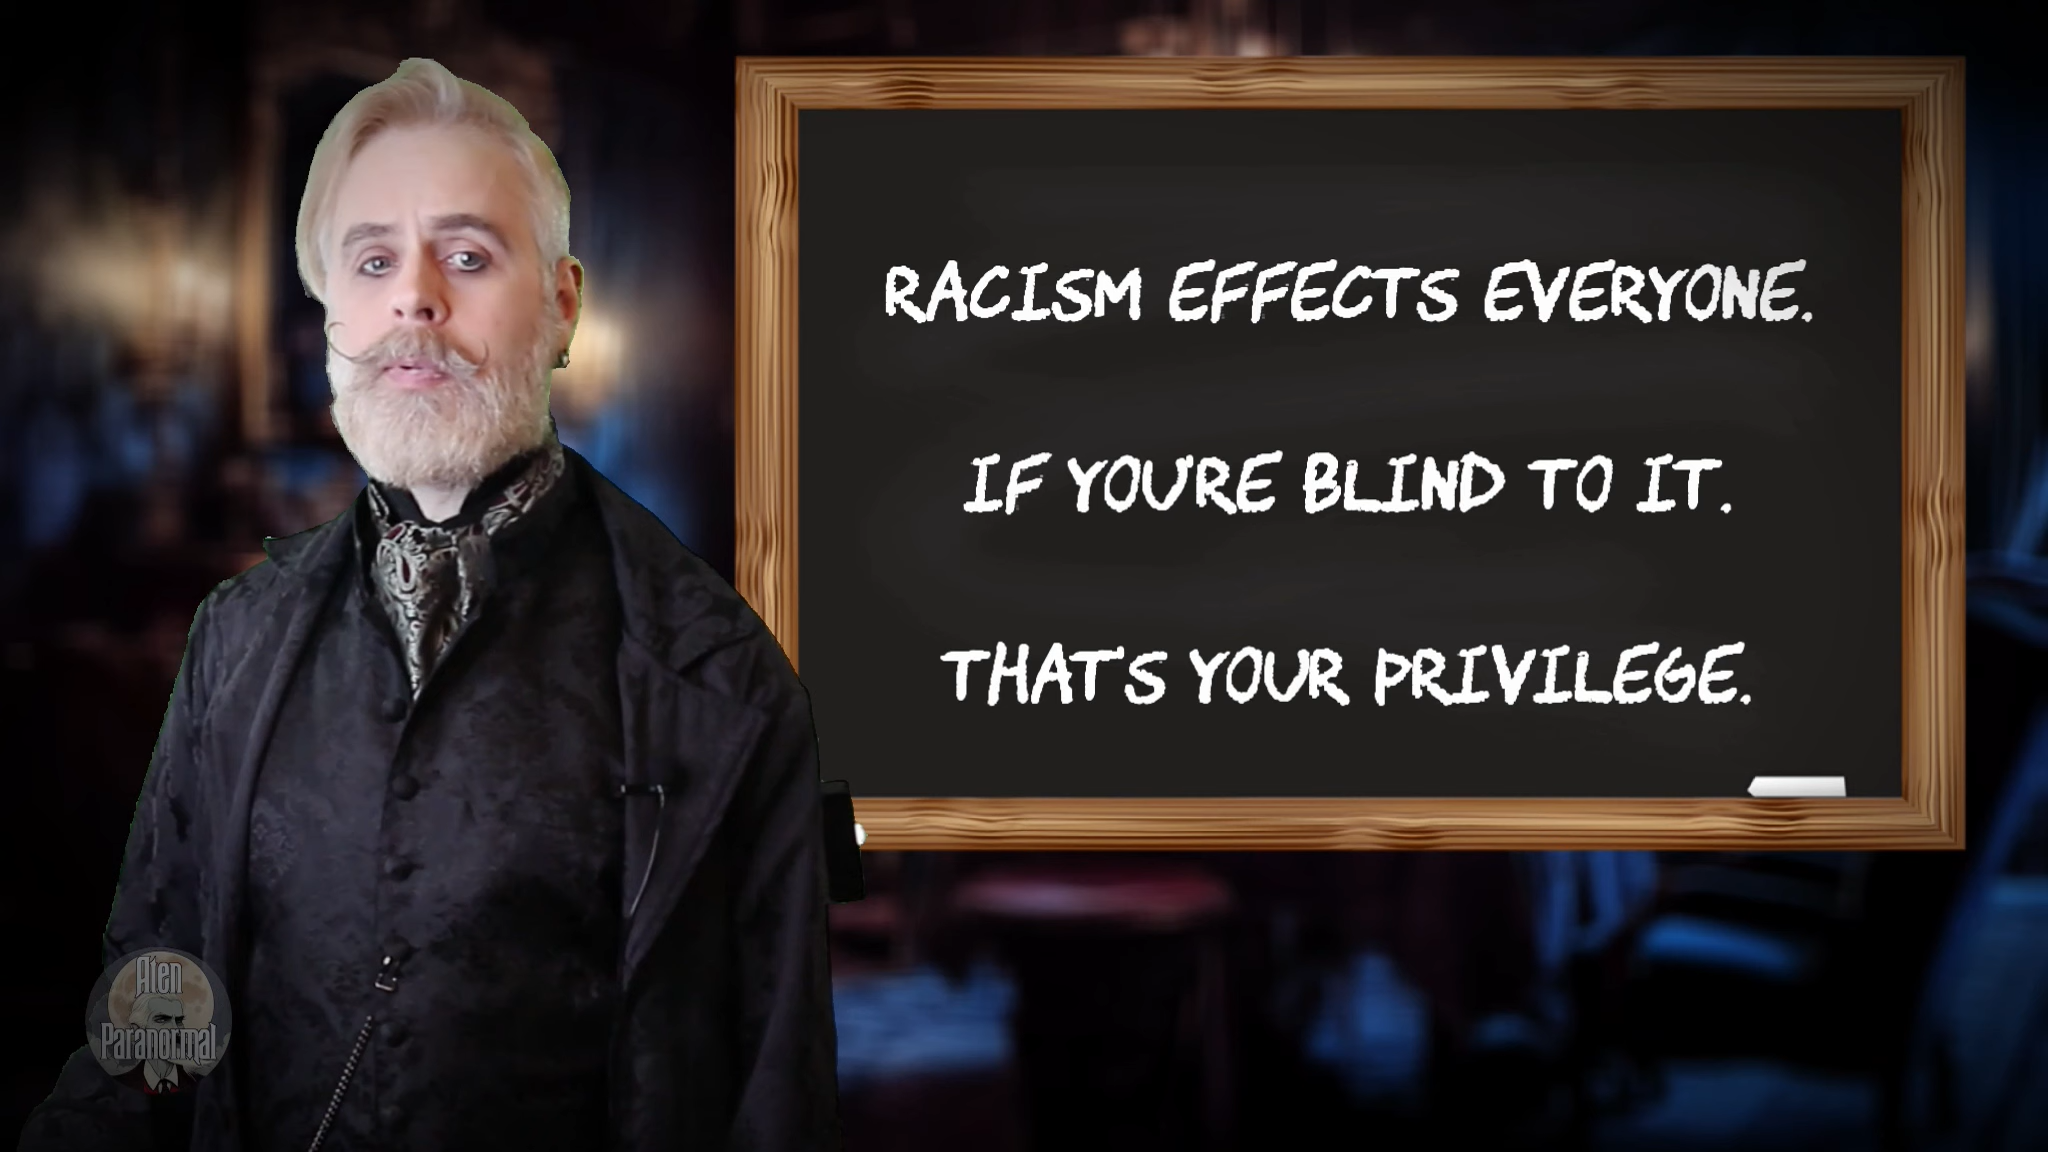 RACISM EFFECTS EVERYONE.
IF YOU'RE BLIND TO IT.
THAT'S YOUR PRIVILEGE.
Aten
Paranormal